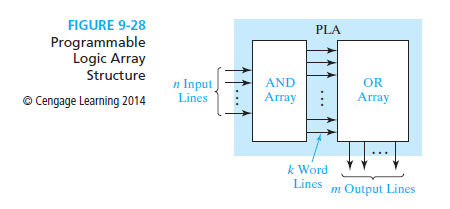 FIGURE 9-28
Programmable
Logic Array
Structure
© Cengage Learning 2014
PLA
n Input
Lines
AND
Array
OR
Array
k Word
Lines
m Output Lines